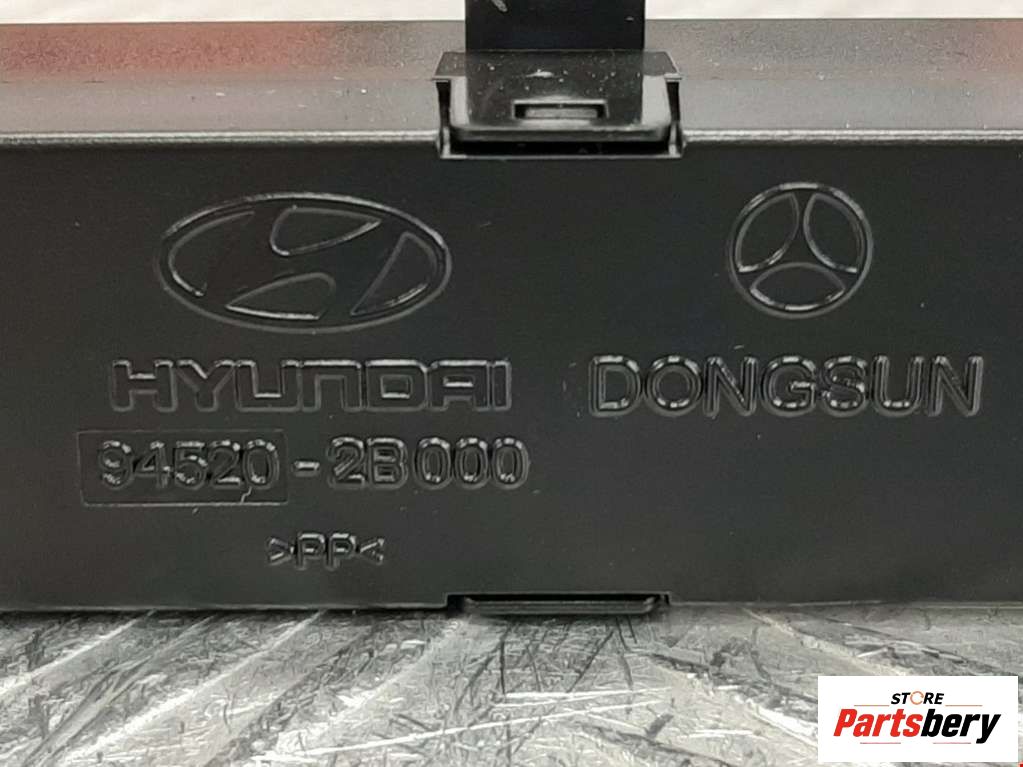 HYUNDAI
DONGSUN
94520-2B000
>PP<
STORE
Partsbery